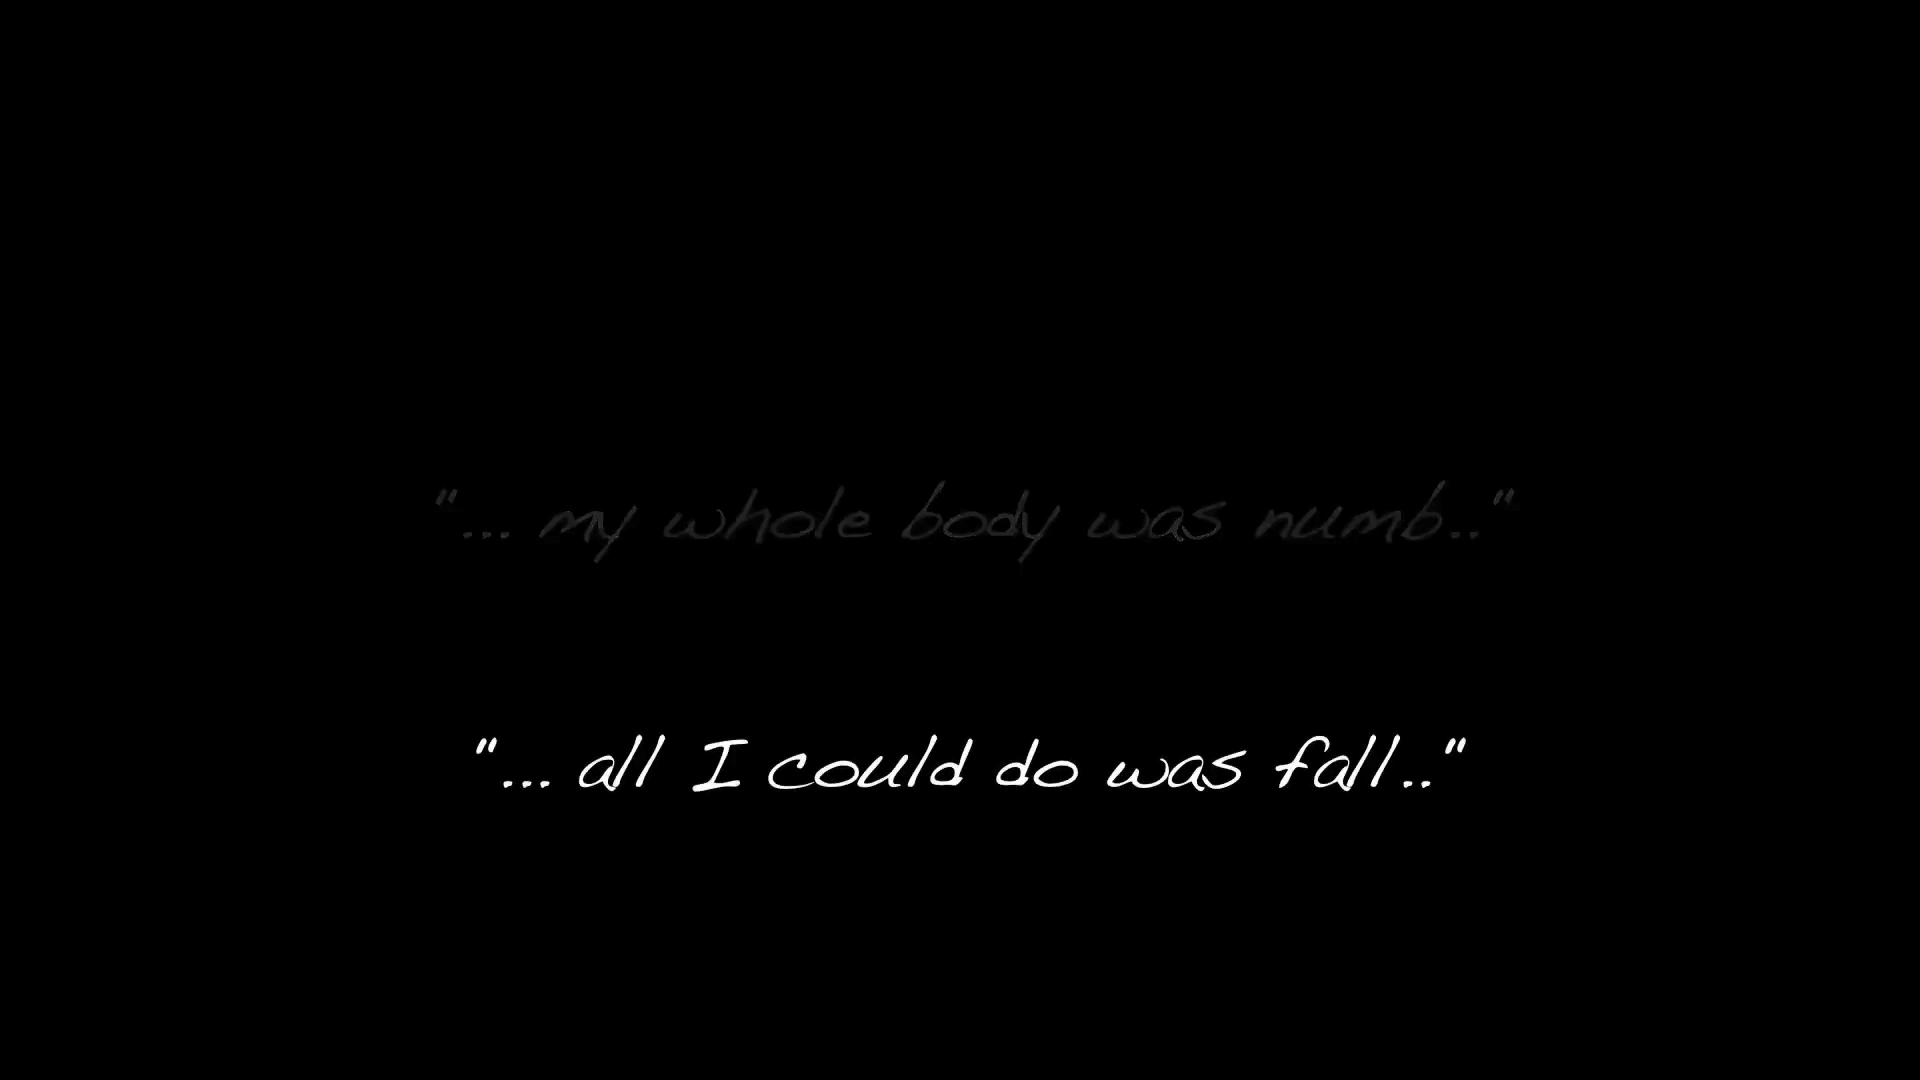 "... my whole body was numb.."
"... all I could do was fall.."